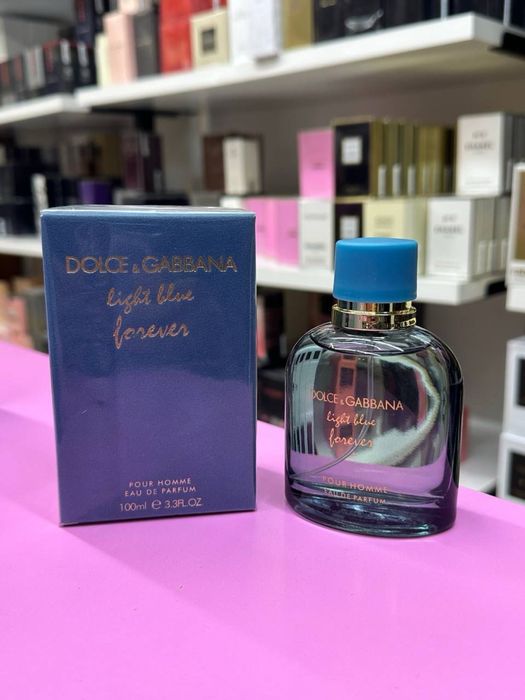 DOLCE & GABBANA
light blue
forever
POUR HOMME
EAU DE PARFUM
100ml e 3.3FL.OZ
DOLCE & GABBANA
light blue
forever
POUR HOMME
EAU DE PARFUM